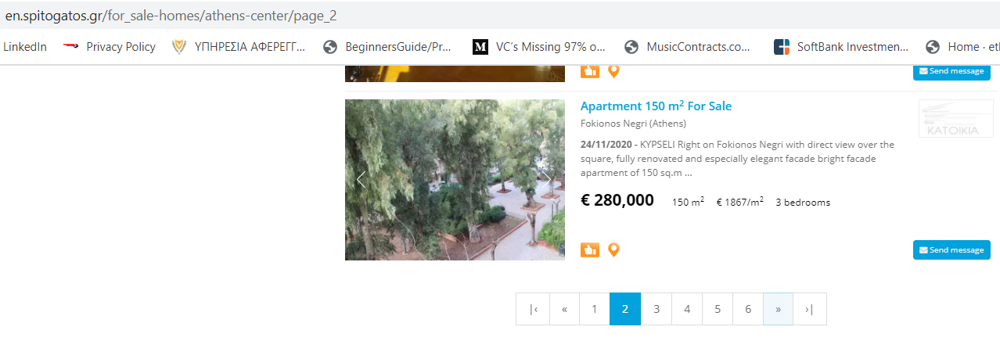 en.spitogatos.gr/for_sale-homes/athens-center/page_2
LinkedIn Privacy Policy ΥΠΗΡΕΣΙΑ ΑΦΕΡΕΓΓ... BeginnersGuide/Pr... VC's Missing 97% o... MusicContracts.co... SoftBank Investmen... Home · etl
Send message
Apartment 150 m² For Sale
Fokionos Negri (Athens)
ΚΑΤΟΙΚΙΑ
24/11/2020 - KYPSELI Right on Fokionos Negri with direct view over the
square, fully renovated and especially elegant facade bright facade
apartment of 150 sq.m ...
€ 280,000 150 m² € 1867/m² 3 bedrooms
Send message
|‹ « 1 2 3 4 5 6 » ›|